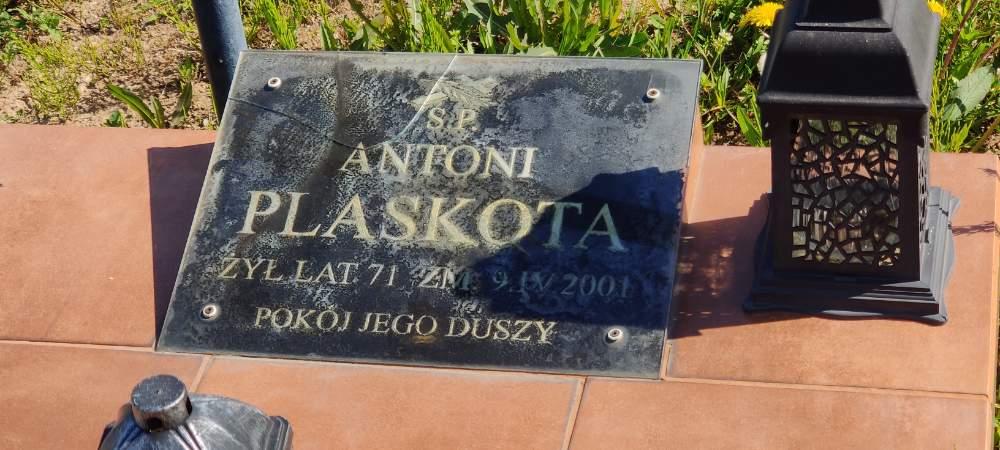 Ś.P.
ANTONI
PLASKOTA
ŻYŁ LAT 71 ZM. 9.IV 2001
POKÓJ JEGO DUSZY